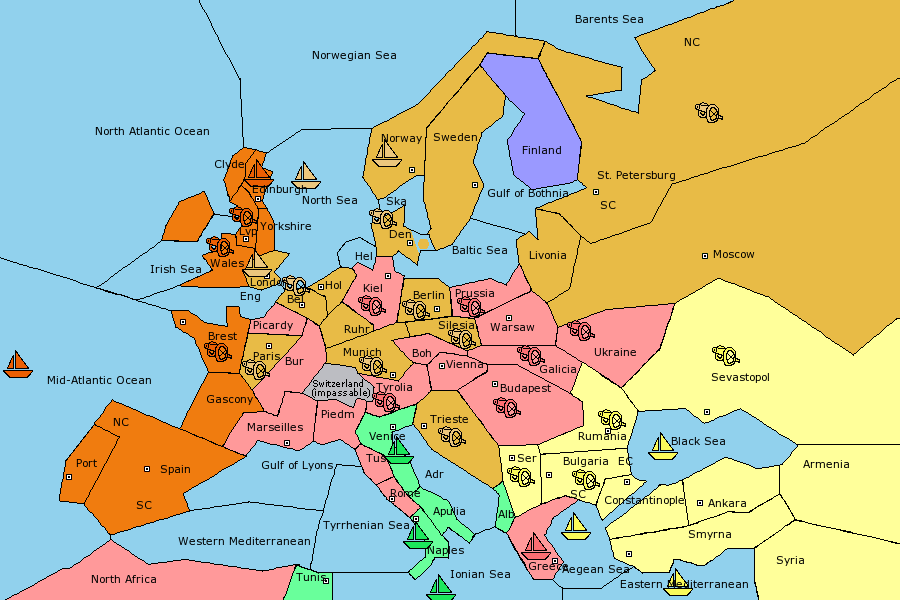 Barents Sea
NC
Norwegian Sea
North Atlantic Ocean
Norway
Sweden
Finland
Clyde
Edinburgh
St. Petersburg
SC
North Sea
Ska
Gulf of Bothnia
Lvp
Yorkshire
Den
Baltic Sea
Livonia
Moscow
Hel
Irish Sea
Wales
Londo
Eng
Bel
Hol
Kiel
Berlin
Prussia
Picardy
Ruhr
Silesia
Warsaw
Brest
Paris
Bur
Munich
Boh
Galicia
Ukraine
Vienna
Mid-Atlantic Ocean
Switzerland
(impassable)
Tyrolia
Budapest
Sevastopol
Gascony
NC
Marseilles
Piedm
Venice
Trieste
Rumania
Black Sea
Port
Spain
SC
Gulf of Lyons
Tus
Adr
Ser
Bulgaria
EC
SC
Armenia
Rome
Constantinople
Ankara
Apulia
Alb
Tyrrhenian Sea
Western Mediterranean
Naples
Smyrna
North Africa
Tunis
Ionian Sea
Greece
Aegean Sea
Eastern Mediterranean
Syria